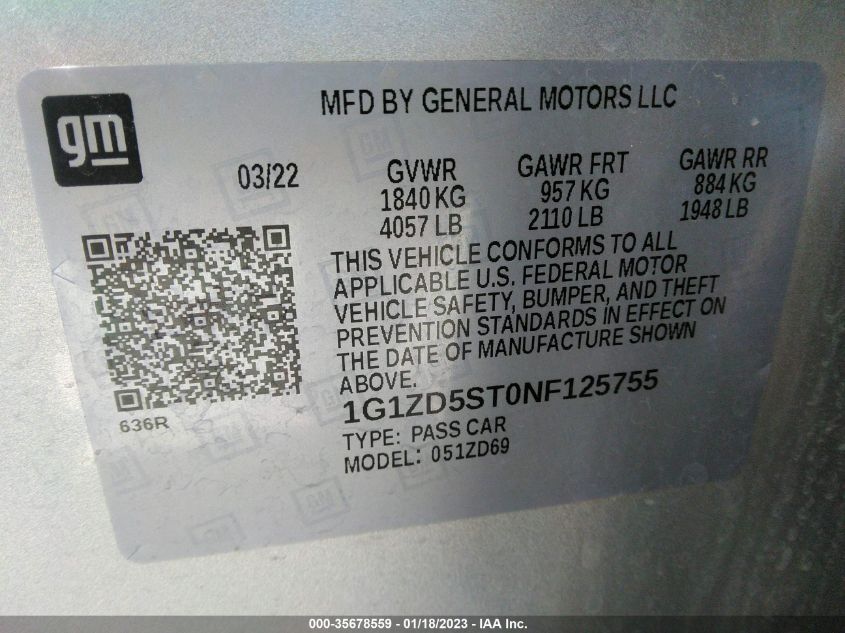 gm
MFD BY GENERAL MOTORS LLC
03/22
GVWR GAWR FRT GAWR RR
1840 KG 957 KG 884 KG
4057 LB 2110 LB 1948 LB
THIS VEHICLE CONFORMS TO ALL
APPLICABLE U.S. FEDERAL MOTOR
VEHICLE SAFETY, BUMPER, AND THEFT
PREVENTION STANDARDS IN EFFECT ON
THE DATE OF MANUFACTURE SHOWN
ABOVE.
1G1ZD5ST0NF125755
636R
TYPE: PASS CAR
MODEL: 051ZD69
000-35678559 — 01/18/2023 — IAA Inc.